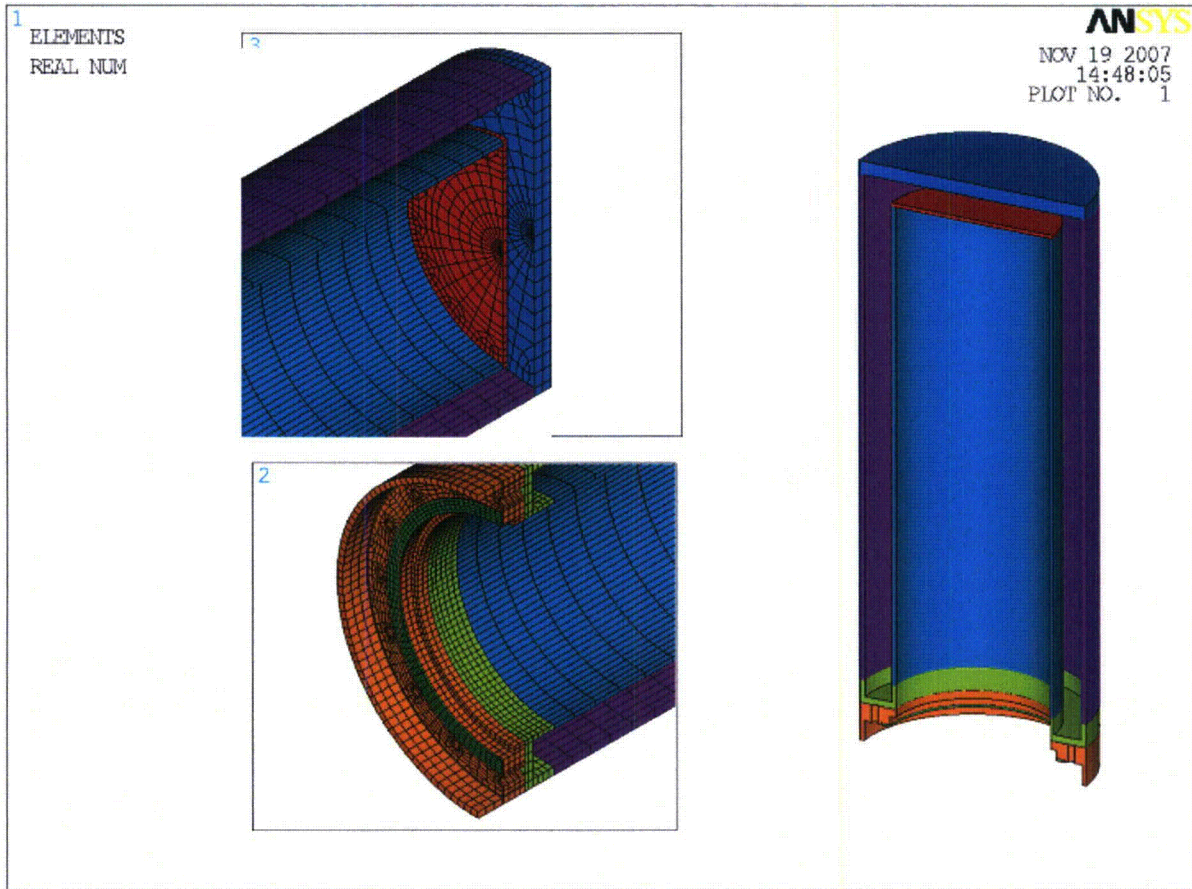 1
ELEMENTS
REAL NUM
ANSYS
NOV 19 2007
14:48:05
PLOT NO. 1
3
2